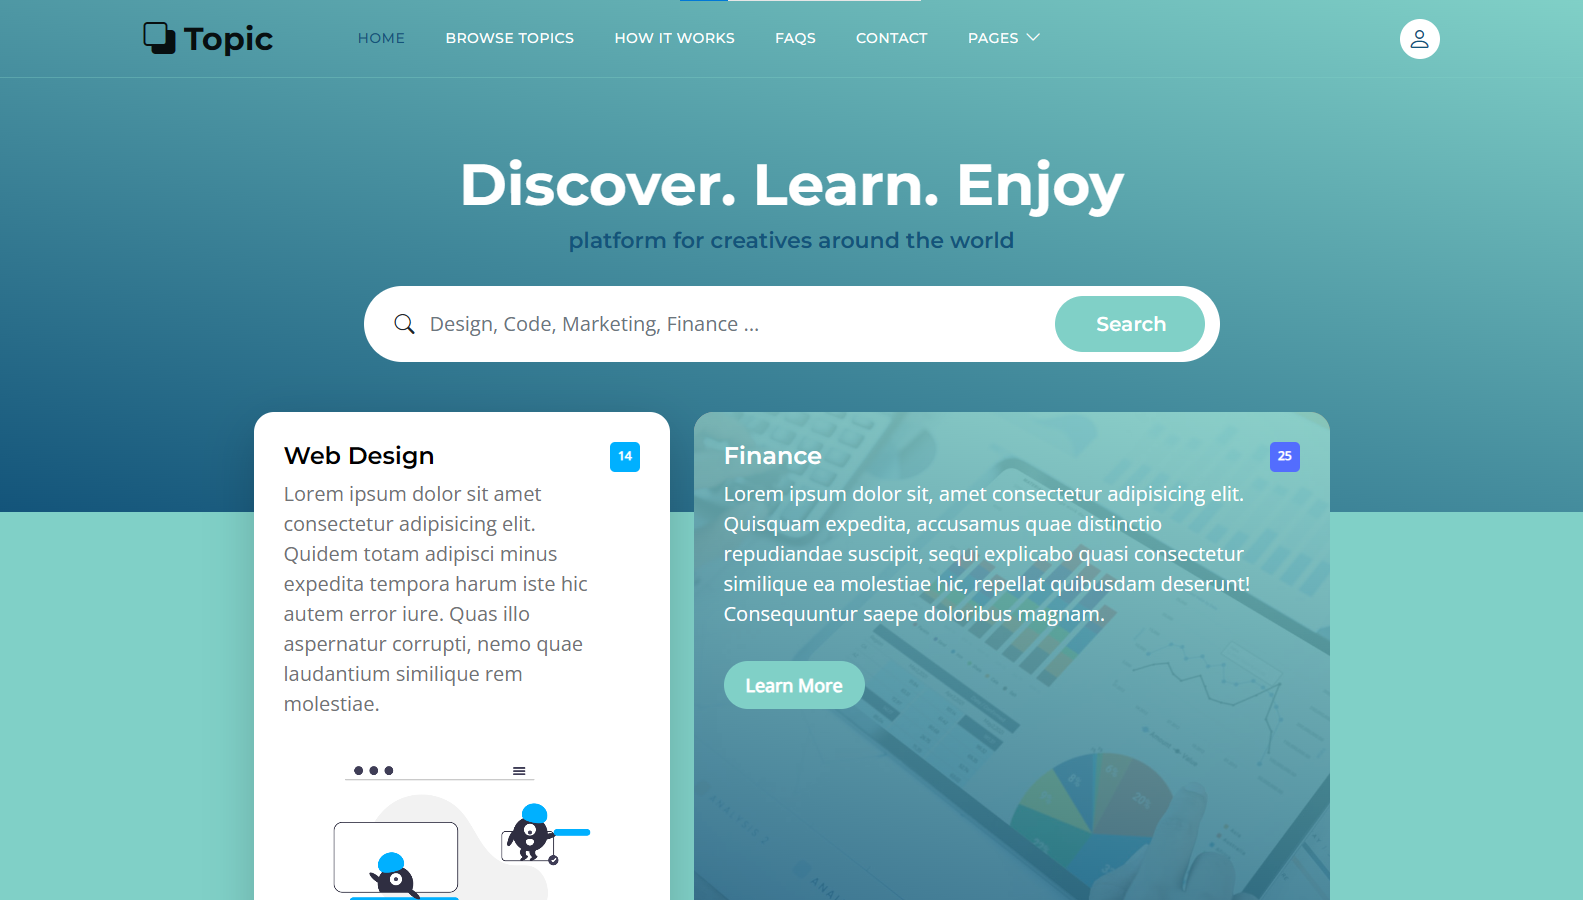 Topic
HOME
BROWSE TOPICS
HOW IT WORKS
FAQS
CONTACT
PAGES
Discover. Learn. Enjoy
platform for creatives around the world
Design, Code, Marketing, Finance ...
Search
Web Design
14
Lorem ipsum dolor sit amet
consectetur adipisicing elit.
Quidem totam adipisci minus
expedita tempora harum iste hic
autem error iure. Quas illo
aspernatur corrupti, nemo quae
laudantium similique rem
molestiae.
Finance
25
Lorem ipsum dolor sit, amet consectetur adipisicing elit.
Quisquam expedita, accusamus quae distinctio
repudiandae suscipit, sequi explicabo quasi consectetur
similique ea molestiae hic, repellat quibusdam deserunt!
Consequuntur saepe doloribus magnam.
Learn More
20%